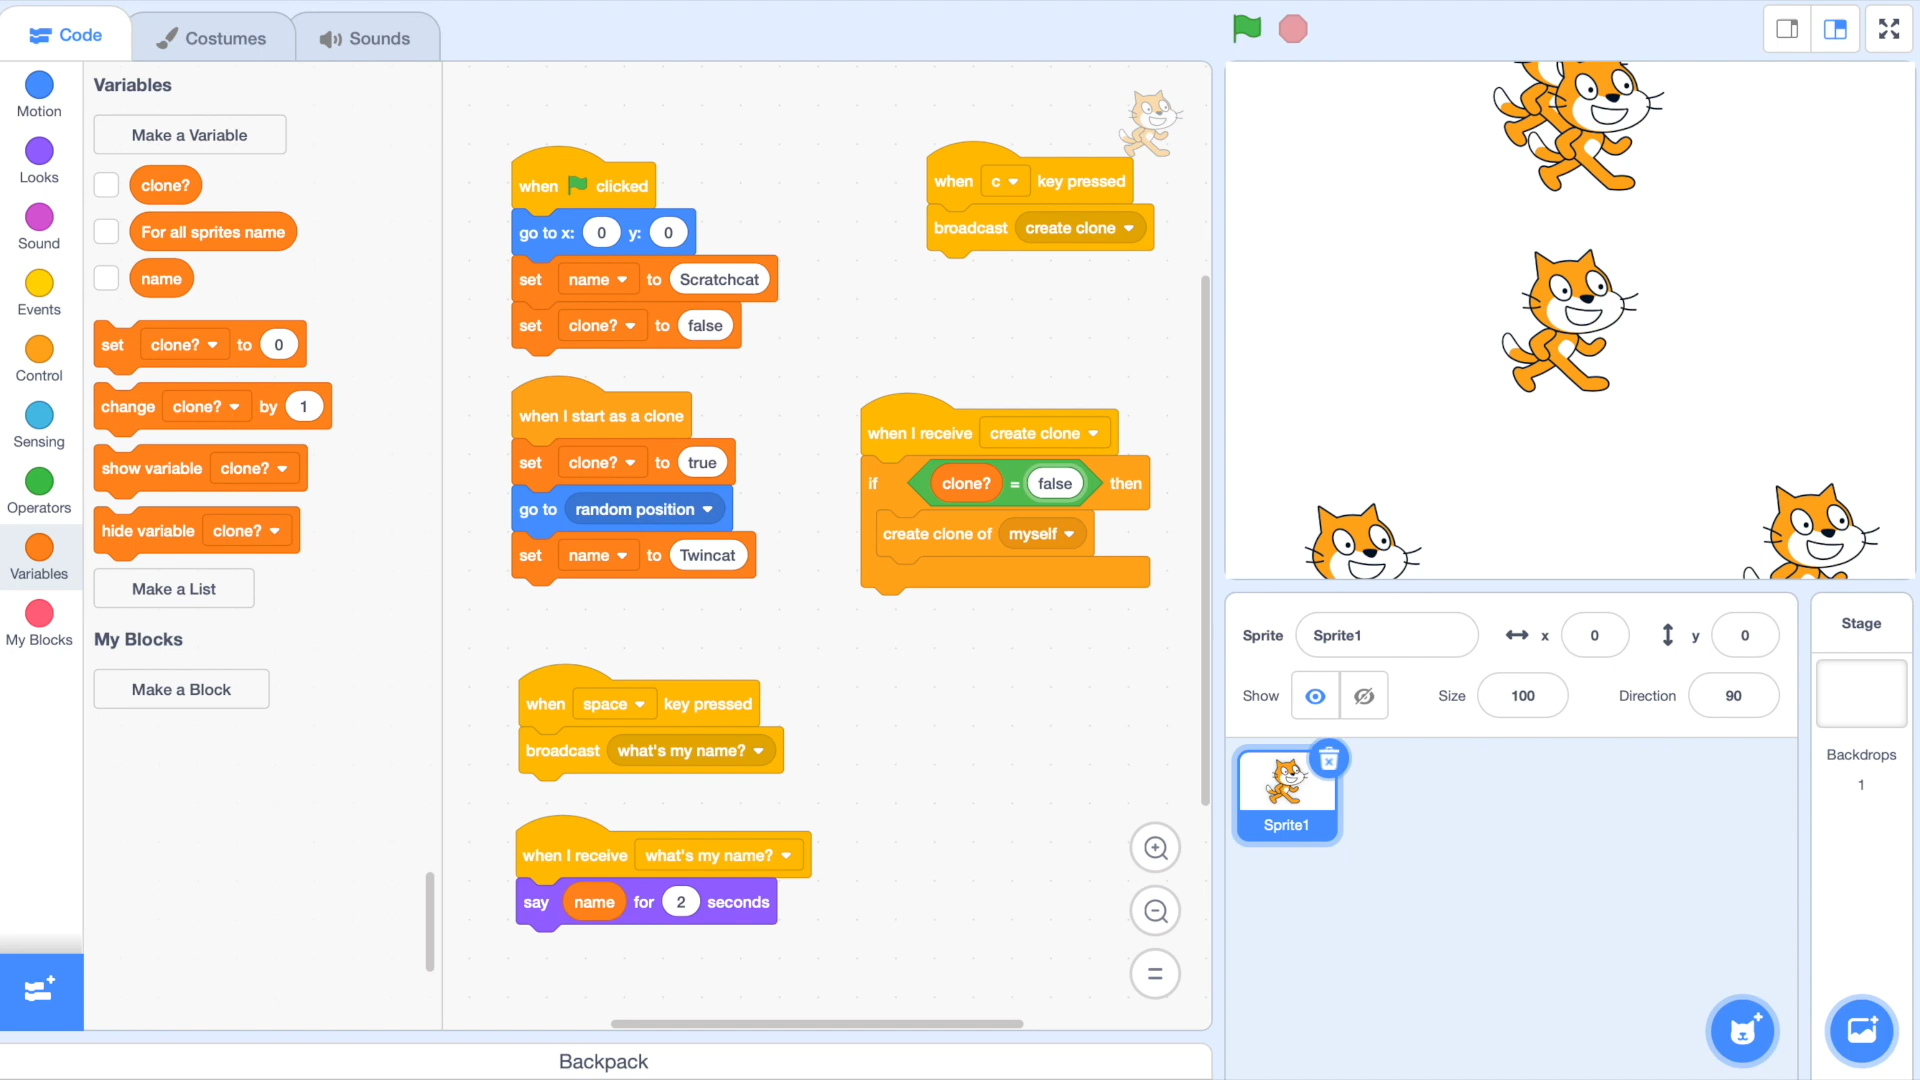 Code
Costumes
Sounds
Motion
Looks
Sound
Events
Control
Sensing
Operators
Variables
My Blocks
Variables
Make a Variable
clone?
For all sprites name
name
set clone? to 0
change clone? by 1
show variable clone?
hide variable clone?
Make a List
My Blocks
Make a Block
when clicked
go to x: 0 y: 0
set name to Scratchcat
set clone? to false
when I start as a clone
set clone? to true
go to random position
set name to Twincat
when space key pressed
broadcast what's my name?
when I receive what's my name?
say name for 2 seconds
when c key pressed
broadcast create clone
when I receive create clone
if clone? = false then
create clone of myself
Backpack
Sprite Sprite1 x 0 y 0
Show Size 100 Direction 90
Sprite1
Stage
Backdrops
1